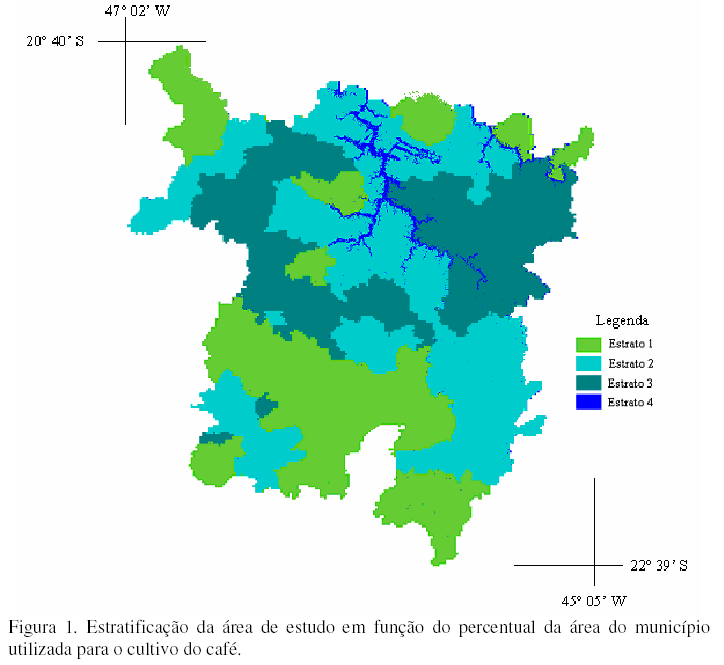 47° 02' W
20° 40' S
Legenda
Estrato 1
Estrato 2
Estrato 3
Estrato 4
22° 39' S
45° 05' W
Figura 1. Estratificação da área de estudo em função do percentual da área do município
utilizada para o cultivo do café.